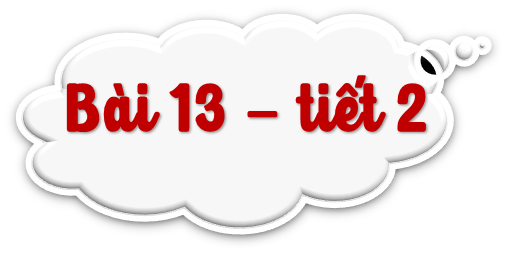 Bài 13 – tiết 2